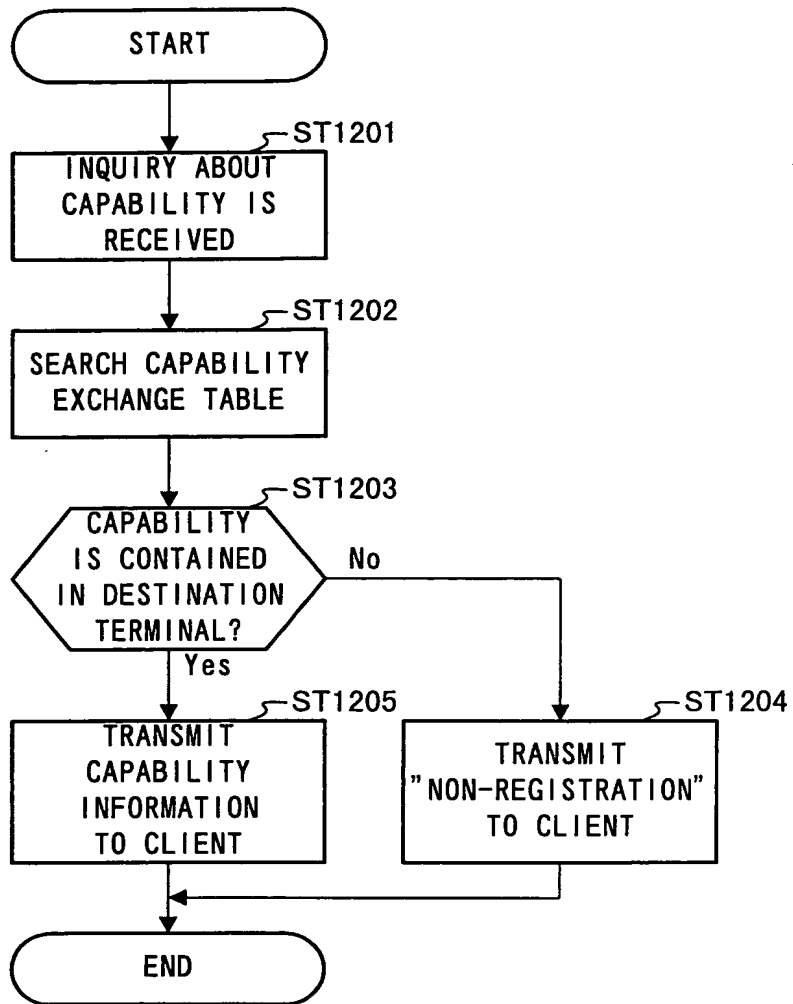 START
ST1201
INQUIRY ABOUT
CAPABILITY IS
RECEIVED
ST1202
SEARCH CAPABILITY
EXCHANGE TABLE
ST1203
CAPABILITY
IS CONTAINED
IN DESTINATION
TERMINAL?
No
Yes
ST1205
TRANSMIT
CAPABILITY
INFORMATION
TO CLIENT
ST1204
TRANSMIT
"NON-REGISTRATION"
TO CLIENT
END